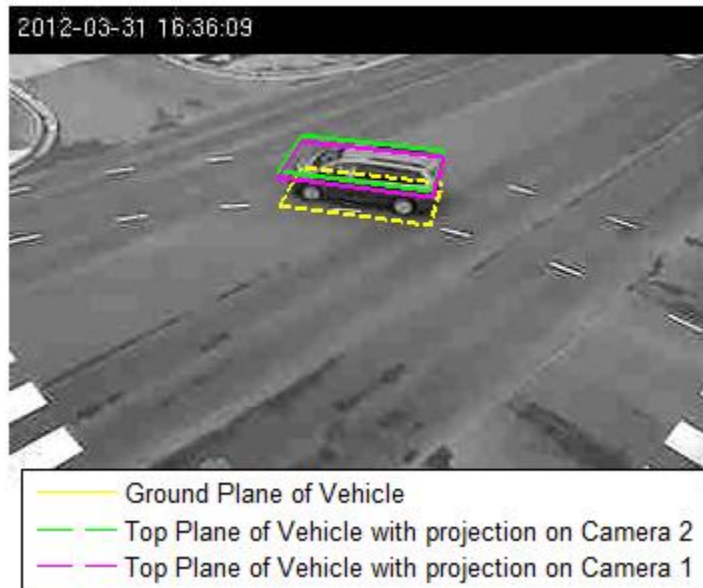 2012-03-31 16:36:09
Ground Plane of Vehicle
Top Plane of Vehicle with projection on Camera 2
Top Plane of Vehicle with projection on Camera 1